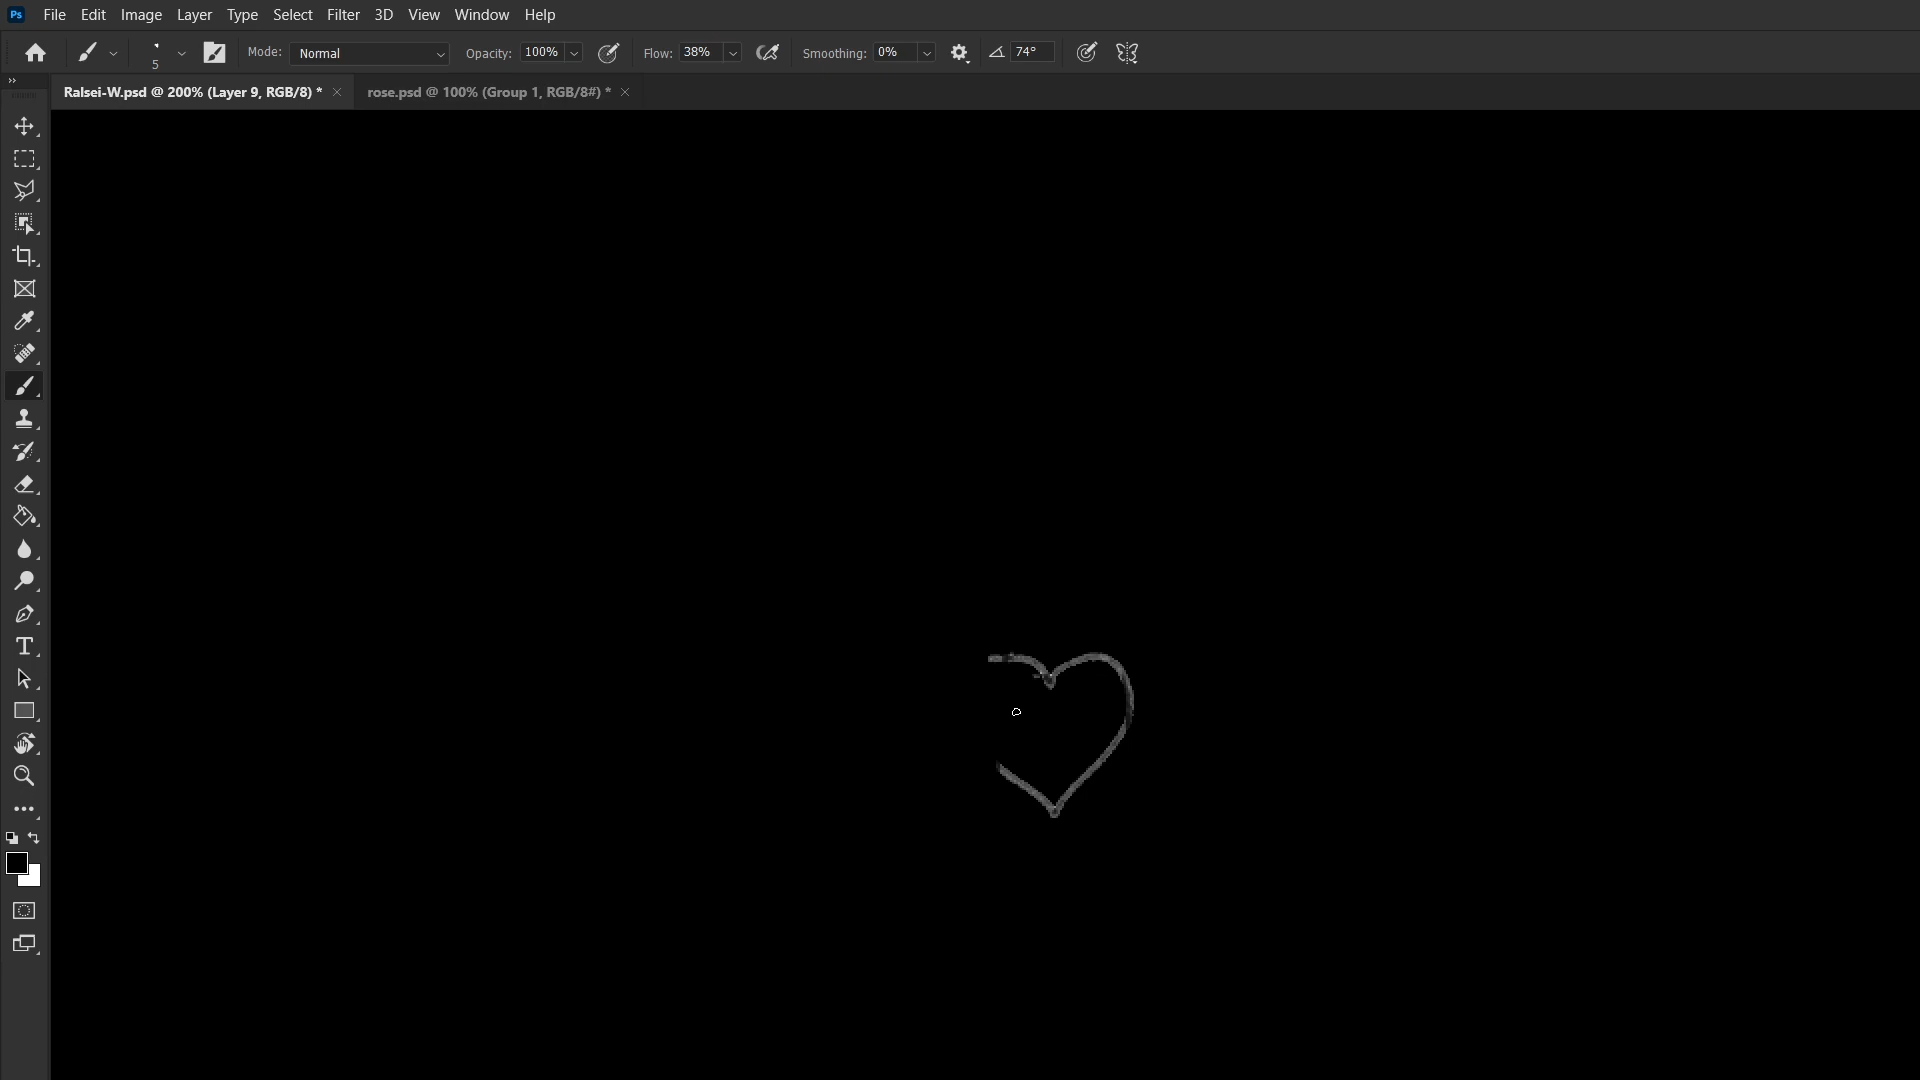 Ps File Edit Image Layer Type Select Filter 3D View Window Help
5 Mode: Normal Opacity: 100% Flow: 38% Smoothing: 0% 74°
Ralsei-W.psd @ 200% (Layer 9, RGB/8) * rose.psd @ 100% (Group 1, RGB/8#) *